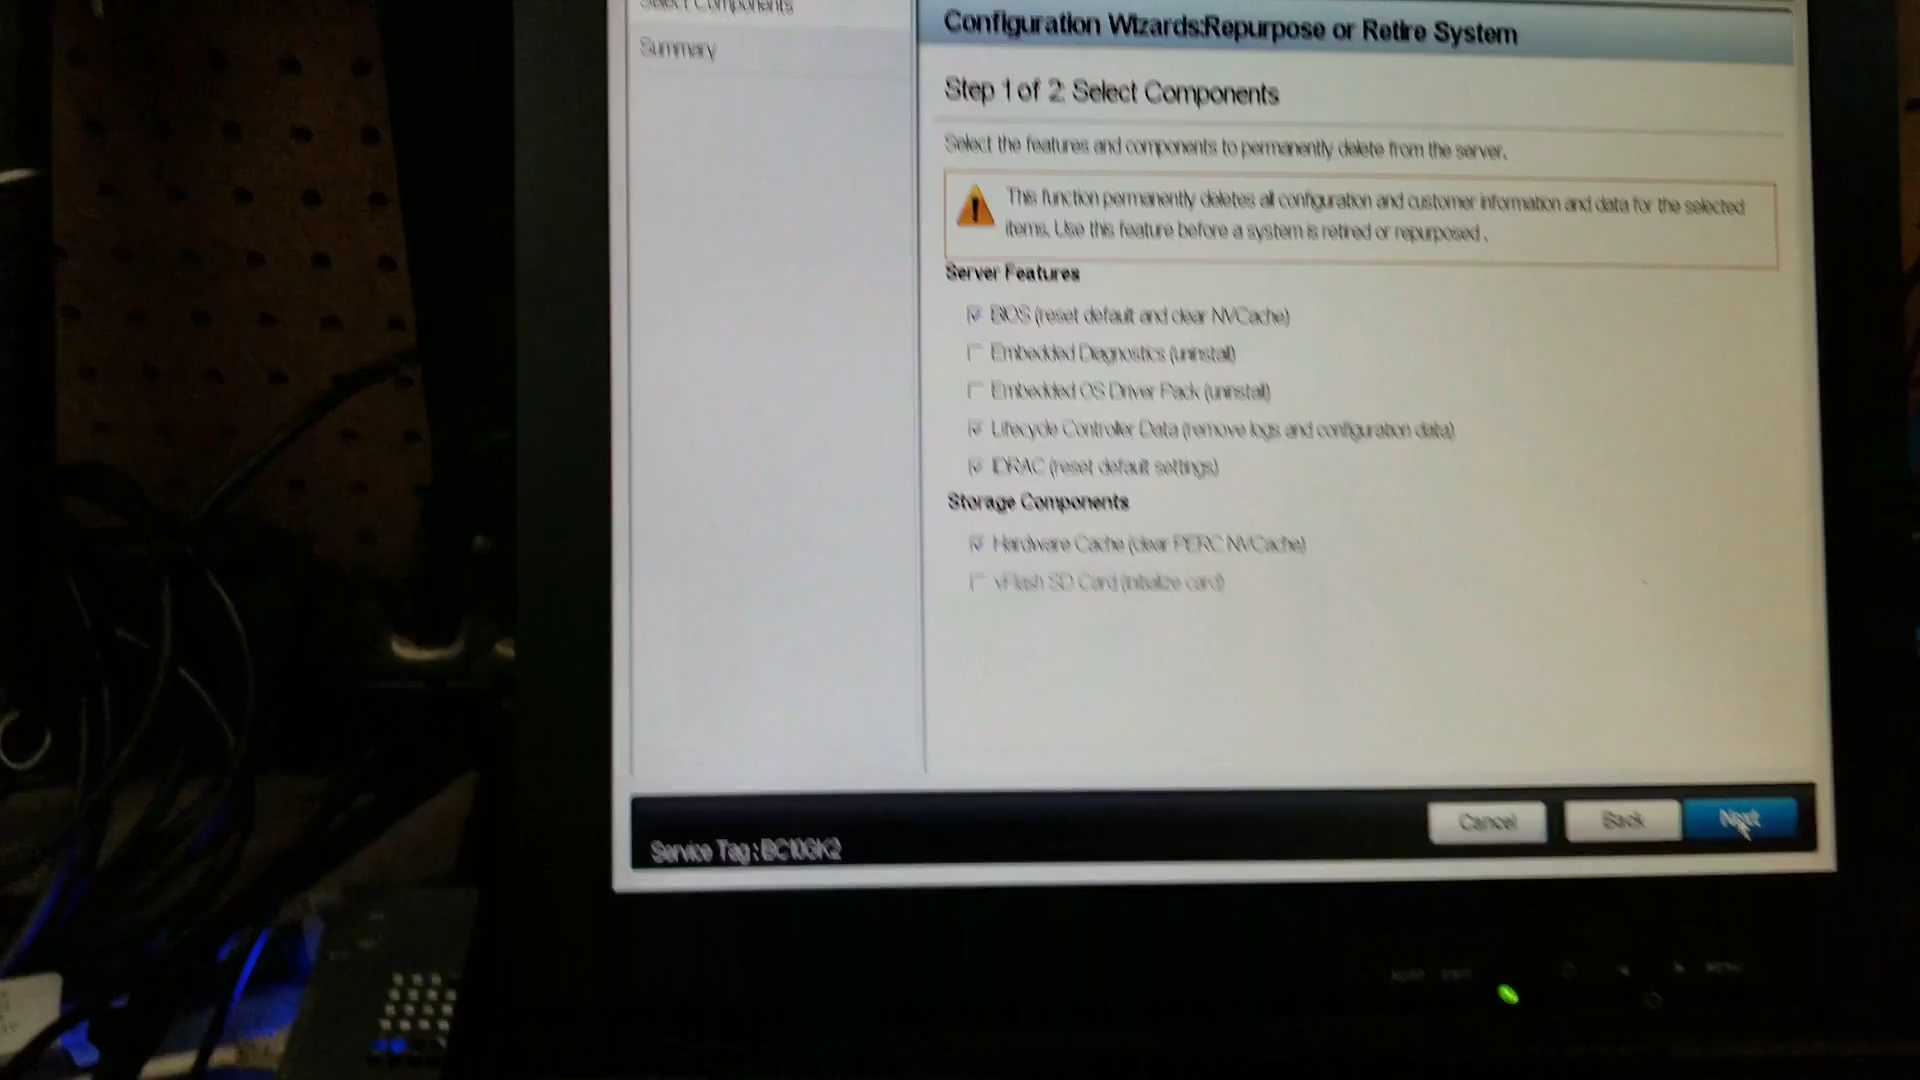 Select Components
Summary
Configuration Wizards:Repurpose or Retire System
Step 1 of 2: Select Components
Select the features and components to permanently delete from the server.
This function permanently deletes all configuration and customer information and data for the selected
items. Use this feature before a system is retired or repurposed.
Server Features
BIOS (reset default and clear NVCache)
Embedded Diagnostics (uninstall)
Embedded OS Driver Pack (uninstall)
Lifecycle Controller Data (remove logs and configuration data)
iDRAC (reset default settings)
Storage Components
Hardware Cache (clear PERC NVCache)
vFlash SD Card (initialize card)
Cancel
Back
Next
Service Tag:
MENU